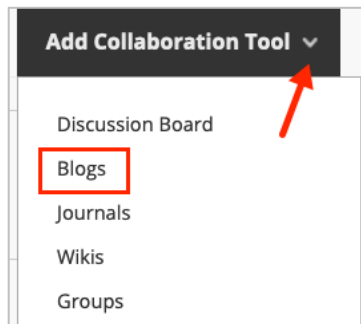 Add Collaboration Tool
Discussion Board
Blogs
Journals
Wikis
Groups